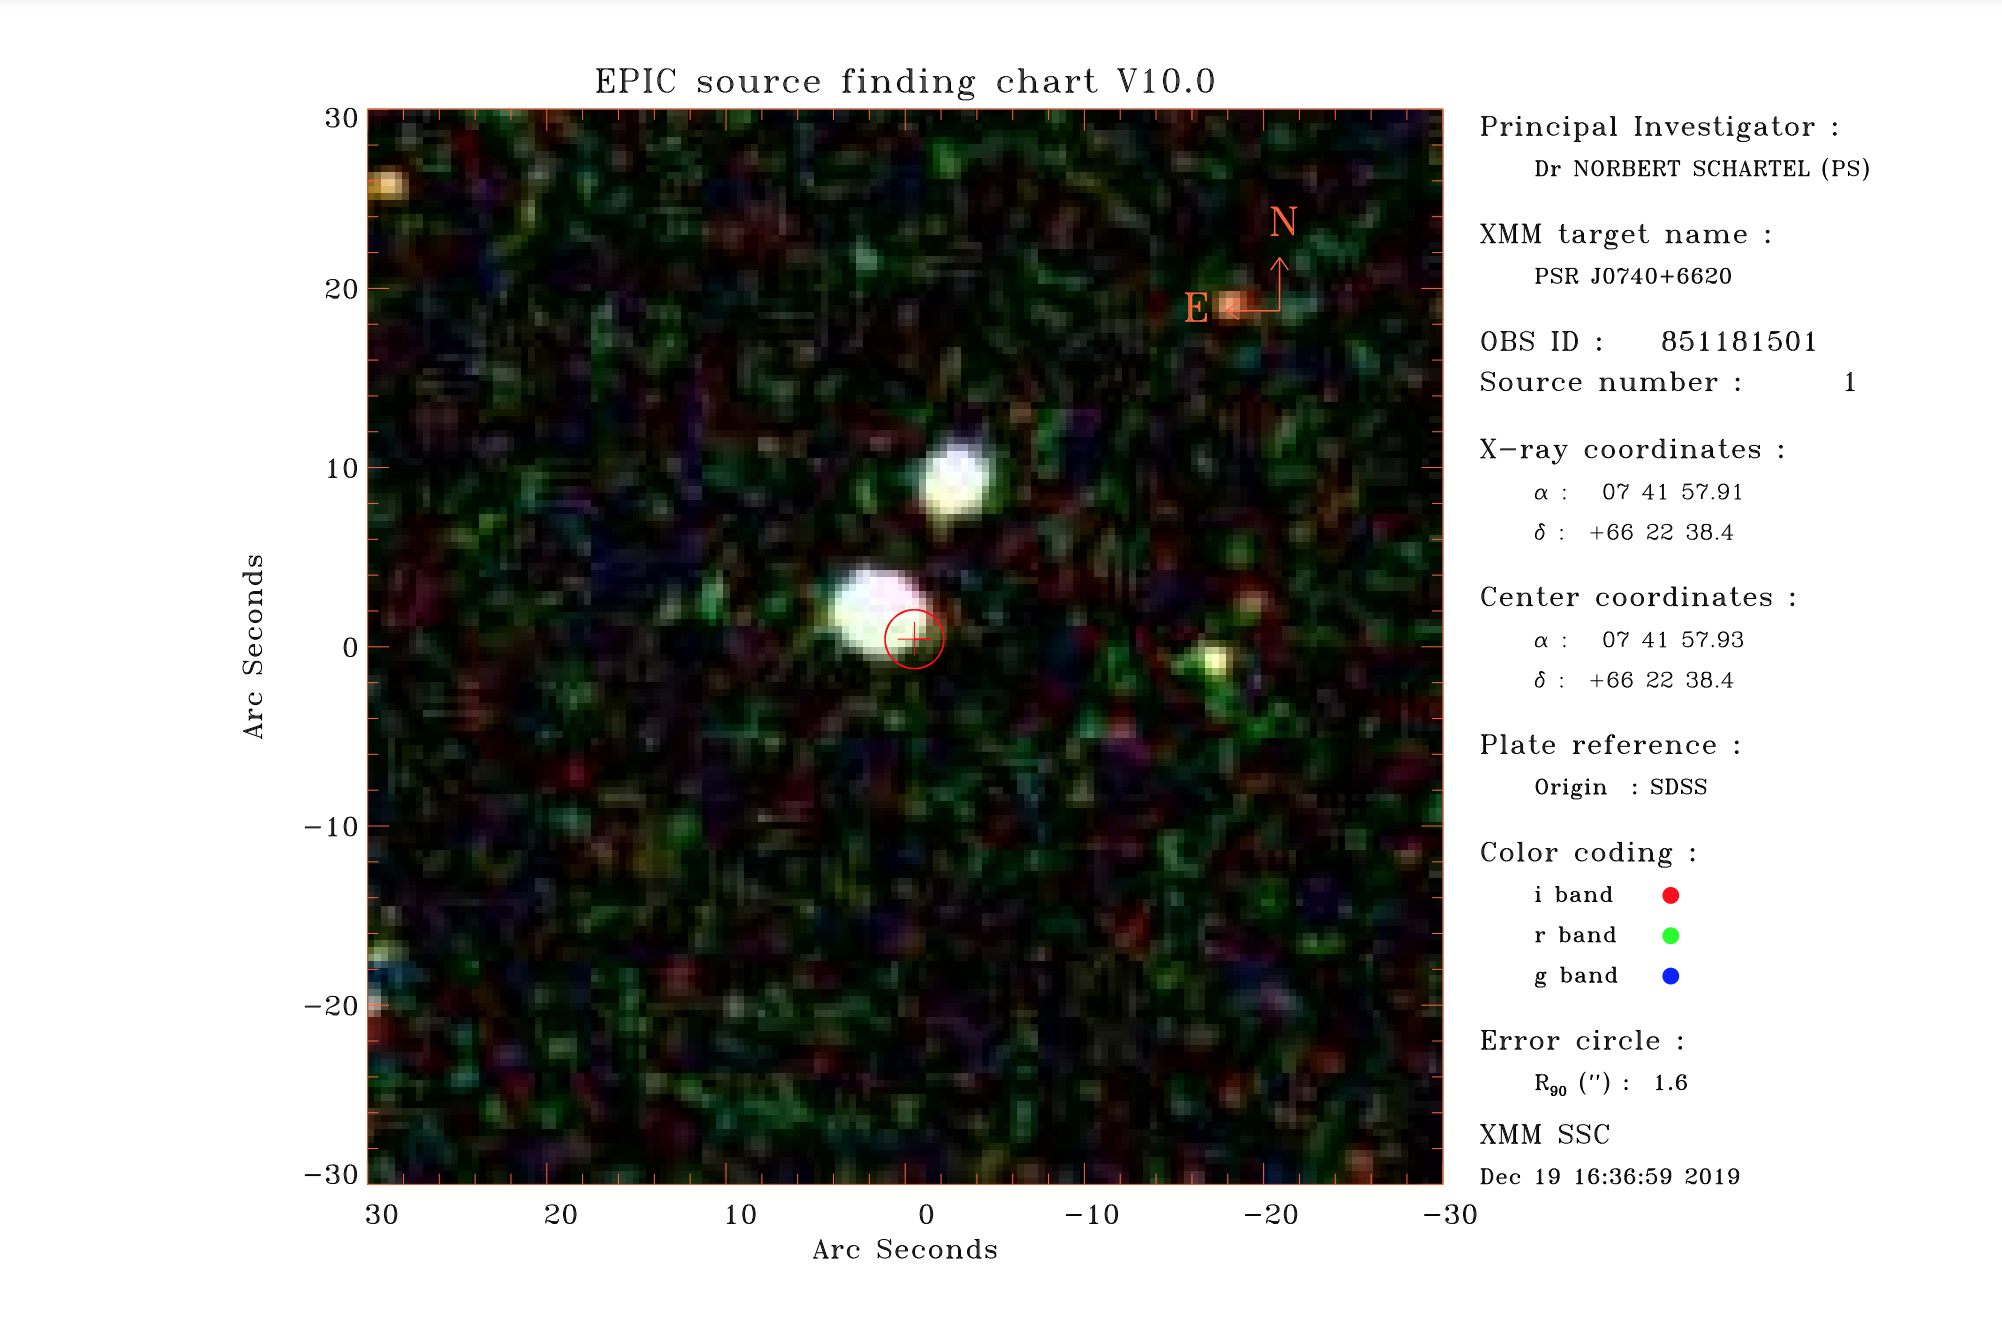 EPIC source finding chart V10.0
30
20
10
0
-10
-20
-30
Arc Seconds
N
E
30 20 10 0 -10 -20 -30
Arc Seconds
Principal Investigator :
Dr NORBERT SCHARTEL (PS)
XMM target name :
PSR J0740+6620
OBS ID : 851181501
Source number : 1
X-ray coordinates :
α : 07 41 57.91
δ : +66 22 38.4
Center coordinates :
α : 07 41 57.93
δ : +66 22 38.4
Plate reference :
Origin : SDSS
Color coding :
i band
r band
g band
Error circle :
R90 (") : 1.6
XMM SSC
Dec 19 16:36:59 2019